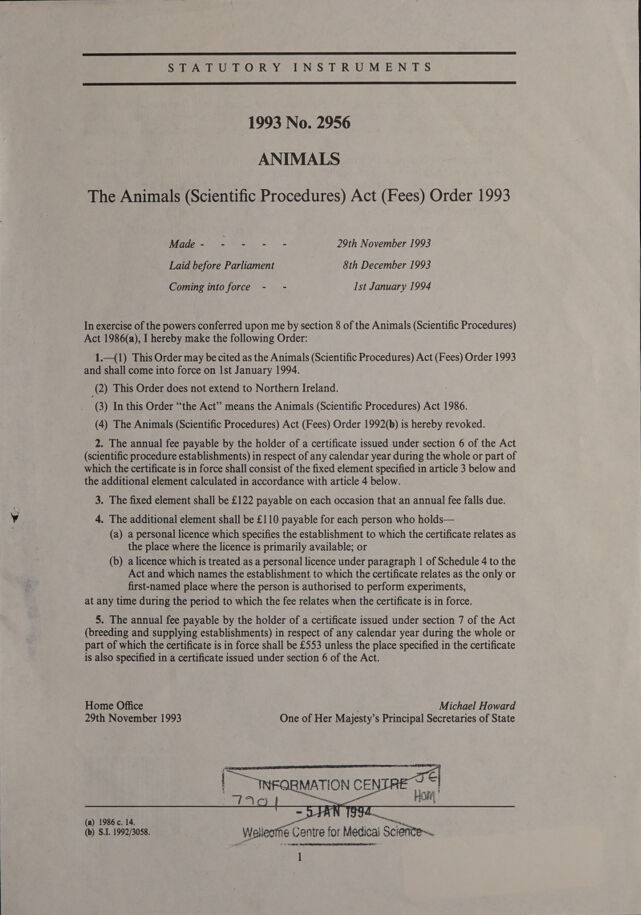 STATUTORY INSTRUMENTS
1993 No. 2956
ANIMALS
The Animals (Scientific Procedures) Act (Fees) Order 1993
Made - - - - - 29th November 1993
Laid before Parliament 8th December 1993
Coming into force - - 1st January 1994
In exercise of the powers conferred upon me by section 8 of the Animals (Scientific Procedures)
Act 1986(a), I hereby make the following Order:
1.—(1) This Order may be cited as the Animals (Scientific Procedures) Act (Fees) Order 1993
and shall come into force on 1st January 1994.
(2) This Order does not extend to Northern Ireland.
(3) In this Order “the Act” means the Animals (Scientific Procedures) Act 1986.
(4) The Animals (Scientific Procedures) Act (Fees) Order 1992(b) is hereby revoked.
2. The annual fee payable by the holder of a certificate issued under section 6 of the Act
(scientific procedure establishments) in respect of any calendar year during the whole or part of
which the certificate is in force shall consist of the fixed element specified in article 3 below and
the additional element calculated in accordance with article 4 below.
3. The fixed element shall be £122 payable on each occasion that an annual fee falls due.
4. The additional element shall be £110 payable for each person who holds—
(a) a personal licence which specifies the establishment to which the certificate relates as
the place where the licence is primarily available; or
(b) a licence which is treated as a personal licence under paragraph 1 of Schedule 4 to the
Act and which names the establishment to which the certificate relates as the only or
first-named place where the person is authorised to perform experiments,
at any time during the period to which the fee relates when the certificate is in force.
5. The annual fee payable by the holder of a certificate issued under section 7 of the Act
(breeding and supplying establishments) in respect of any calendar year during the whole or
part of which the certificate is in force shall be £553 unless the place specified in the certificate
is also specified in a certificate issued under section 6 of the Act.
Home Office Michael Howard
29th November 1993 One of Her Majesty's Principal Secretaries of State
INFORMATION CENTRE JE
7901 Hom
- 5 JAN 1994
Wellcome Centre for Medical Science
(a) 1986 c. 14.
(b) S.I. 1992/3058.
1